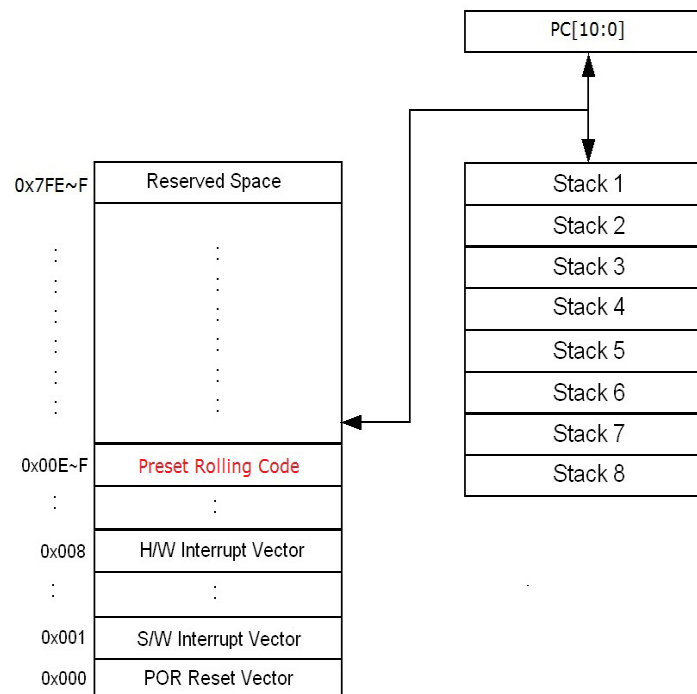 PC[10:0]
0x7FE~F
Reserved Space
:
:
:
:
:
:
:
:
:
:
:
:
0x00E~F
Preset Rolling Code
:
:
0x008
H/W Interrupt Vector
:
:
0x001
S/W Interrupt Vector
0x000
POR Reset Vector
Stack 1
Stack 2
Stack 3
Stack 4
Stack 5
Stack 6
Stack 7
Stack 8